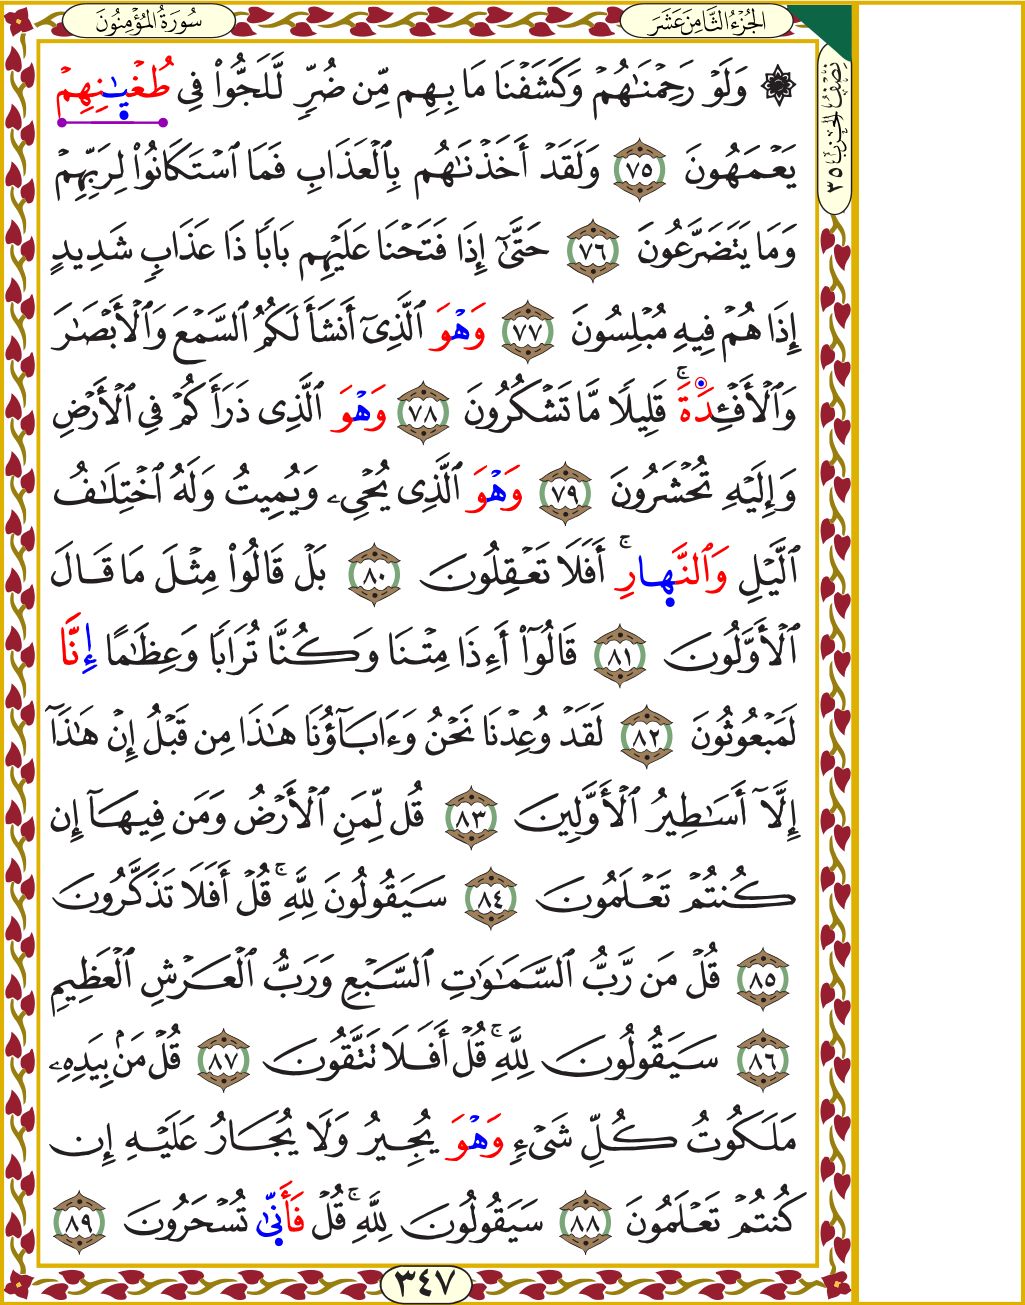 سُورَةُ المُؤْمِنُونَ
الجُزْءُ الثَّامِنَ عَشَرَ
نِصْفُ الحِزْبِ ٣٥
۞ وَلَوْ رَحِمْنَٰهُمْ وَكَشَفْنَا مَا بِهِم مِّن ضُرٍّۢ لَّلَجُّوا۟ فِى طُغْيَٰنِهِمْ
يَعْمَهُونَ ٧٥ وَلَقَدْ أَخَذْنَٰهُم بِٱلْعَذَابِ فَمَا ٱسْتَكَانُوا۟ لِرَبِّهِمْ
وَمَا يَتَضَرَّعُونَ ٧٦ حَتَّىٰٓ إِذَا فَتَحْنَا عَلَيْهِم بَابًا ذَا عَذَابٍۢ شَدِيدٍ
إِذَا هُمْ فِيهِ مُبْلِسُونَ ٧٧ وَهْوَ ٱلَّذِىٓ أَنشَأَ لَكُمُ ٱلسَّمْعَ وَٱلْأَبْصَٰرَ
وَٱلْأَفْـِٔدَةَ ۚ قَلِيلًا مَّا تَشْكُرُونَ ٧٨ وَهْوَ ٱلَّذِى ذَرَأَكُمْ فِى ٱلْأَرْضِ
وَإِلَيْهِ تُحْشَرُونَ ٧٩ وَهْوَ ٱلَّذِى يُحْىِۦ وَيُمِيتُ وَلَهُ ٱخْتِلَٰفُ
ٱلَّيْلِ وَٱلنَّهارِ ۚ أَفَلَا تَعْقِلُونَ ٨٠ بَلْ قَالُوا۟ مِثْلَ مَا قَالَ
ٱلْأَوَّلُونَ ٨١ قَالُوٓا۟ أَءِذَا مِتْنَا وَكُنَّا تُرَابًا وَعِظَٰمًا إِنَّا
لَمَبْعُوثُونَ ٨٢ لَقَدْ وُعِدْنَا نَحْنُ وَءَابَآؤُنَا هَٰذَا مِن قَبْلُ إِنْ هَٰذَآ
إِلَّآ أَسَٰطِيرُ ٱلْأَوَّلِينَ ٨٣ قُل لِّمَنِ ٱلْأَرْضُ وَمَن فِيهَآ إِن
كُنتُمْ تَعْلَمُونَ ٨٤ سَيَقُولُونَ لِلَّهِ ۚ قُلْ أَفَلَا تَذَّكَّرُونَ
٨٥ قُلْ مَن رَّبُّ ٱلسَّمَٰوَٰتِ ٱلسَّبْعِ وَرَبُّ ٱلْعَرْشِ ٱلْعَظِيمِ
٨٦ سَيَقُولُونَ لِلَّهِ ۚ قُلْ أَفَلَا تَتَّقُونَ ٨٧ قُلْ مَنۢ بِيَدِهِۦ
مَلَكُوتُ كُلِّ شَىْءٍ وَهْوَ يُجِيرُ وَلَا يُجَارُ عَلَيْهِ إِن
كُنتُمْ تَعْلَمُونَ ٨٨ سَيَقُولُونَ لِلَّهِ ۚ قُلْ فَأَنّىٰ تُسْحَرُونَ ٨٩
٣٤٧